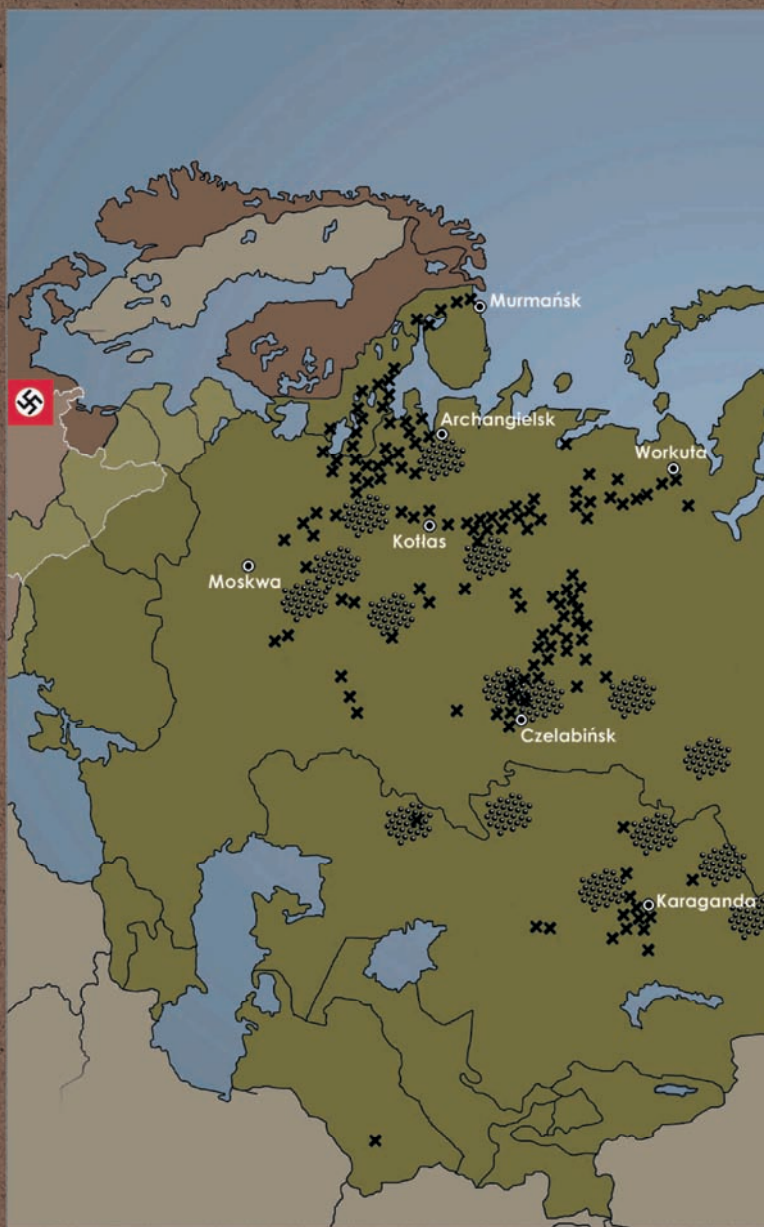 Murmańsk
Archangielsk
Workuta
Kotłas
Moskwa
Czelabińsk
Karaganda